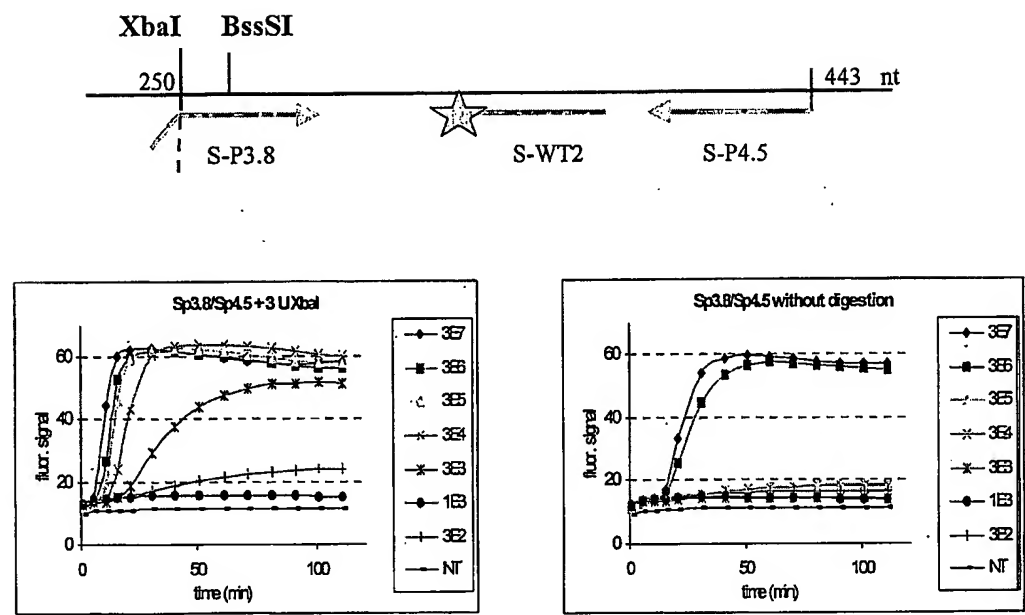 XbaI BssSI
250 443 nt
S-P3.8 S-WT2 S-P4.5
Sp3.8/Sp4.5 + 3 U XbaI
fluor. signal
60
40
20
0
0 50 100
time (min)
3E7
3E6
3E5
3E4
3E3
1E3
3E2
NT
Sp3.8/Sp4.5 without digestion
fluor. signal
80
60
40
20
0
0 50 100
time (min)
3E7
3E6
3E5
3E4
3E3
1E3
3E2
NT